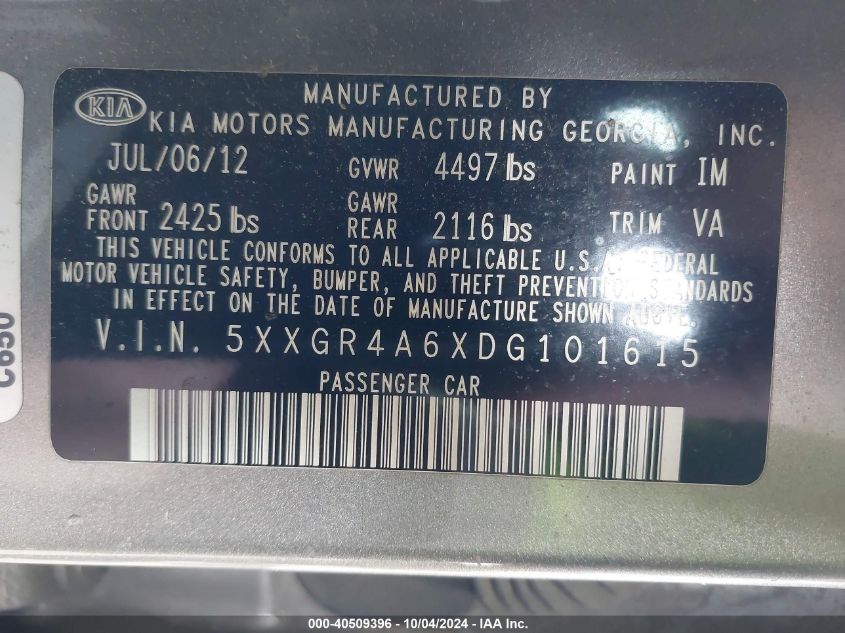 MANUFACTURED BY
KIA KIA MOTORS MANUFACTURING GEORGIA, INC.
JUL/06/12 GVWR 4497 lbs PAINT IM
GAWR FRONT 2425 lbs GAWR REAR 2116 lbs TRIM VA
THIS VEHICLE CONFORMS TO ALL APPLICABLE U.S.A. FEDERAL
MOTOR VEHICLE SAFETY, BUMPER, AND THEFT PREVENTION STANDARDS
IN EFFECT ON THE DATE OF MANUFACTURE SHOWN ABOVE.
V.I.N. 5XXGR4A6XDG101615
PASSENGER CAR
C650
000-40509396 - 10/04/2024 - IAA Inc.